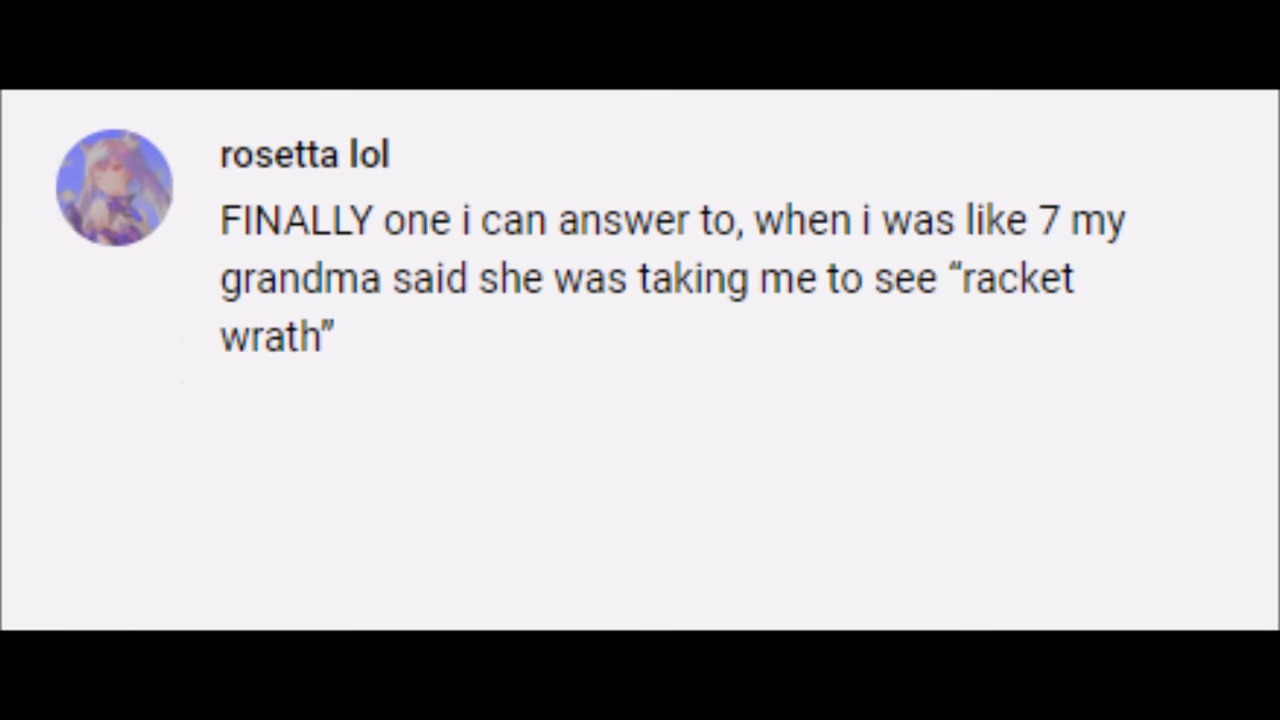 rosetta lol
FINALLY one i can answer to, when i was like 7 my
grandma said she was taking me to see “racket
wrath”